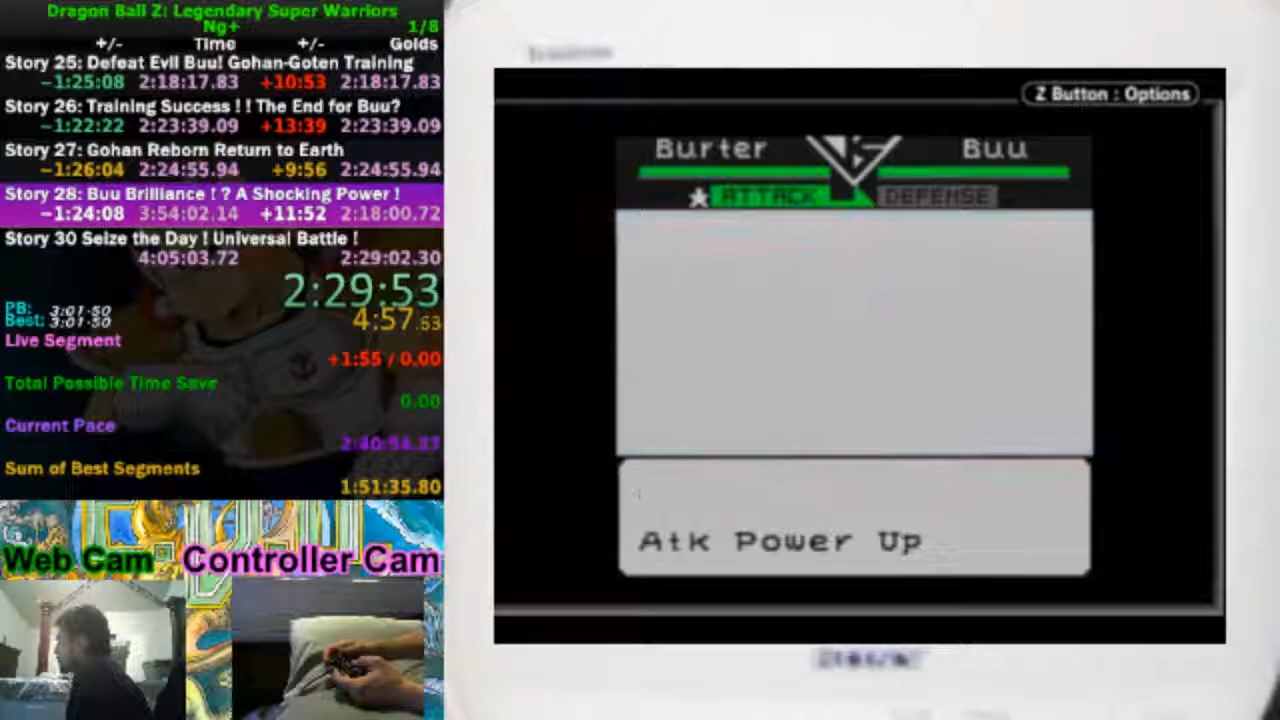 Dragon Ball Z: Legendary Super Warriors
Ng+ 1/8
+/- Time +/- Golds
Story 25: Defeat Evil Buu! Gohan-Goten Training
-1:25:08 2:18:17.83 +10:53 2:18:17.83
Story 26: Training Success ! ! The End for Buu?
-1:22:22 2:23:39.09 +13:39 2:23:39.09
Story 27: Gohan Reborn Return to Earth
-1:26:04 2:24:55.94 +9:56 2:24:55.94
Story 28: Buu Brilliance ! ? A Shocking Power !
-1:24:08 3:54:02.14 +11:52 2:18:00.72
Story 30 Seize the Day ! Universal Battle !
4:05:03.72 2:29:02.30
2:29:53
PB: 3:01:50
Best: 3:01:50
4:57.53
Live Segment
+1:55 / 0.00
Total Possible Time Save
0.00
Current Pace
Sum of Best Segments
1:51:35.80
Web Cam
Controller Cam
Z Button : Options
Burter Buu
ATTACK DEFENSE
Atk Power Up